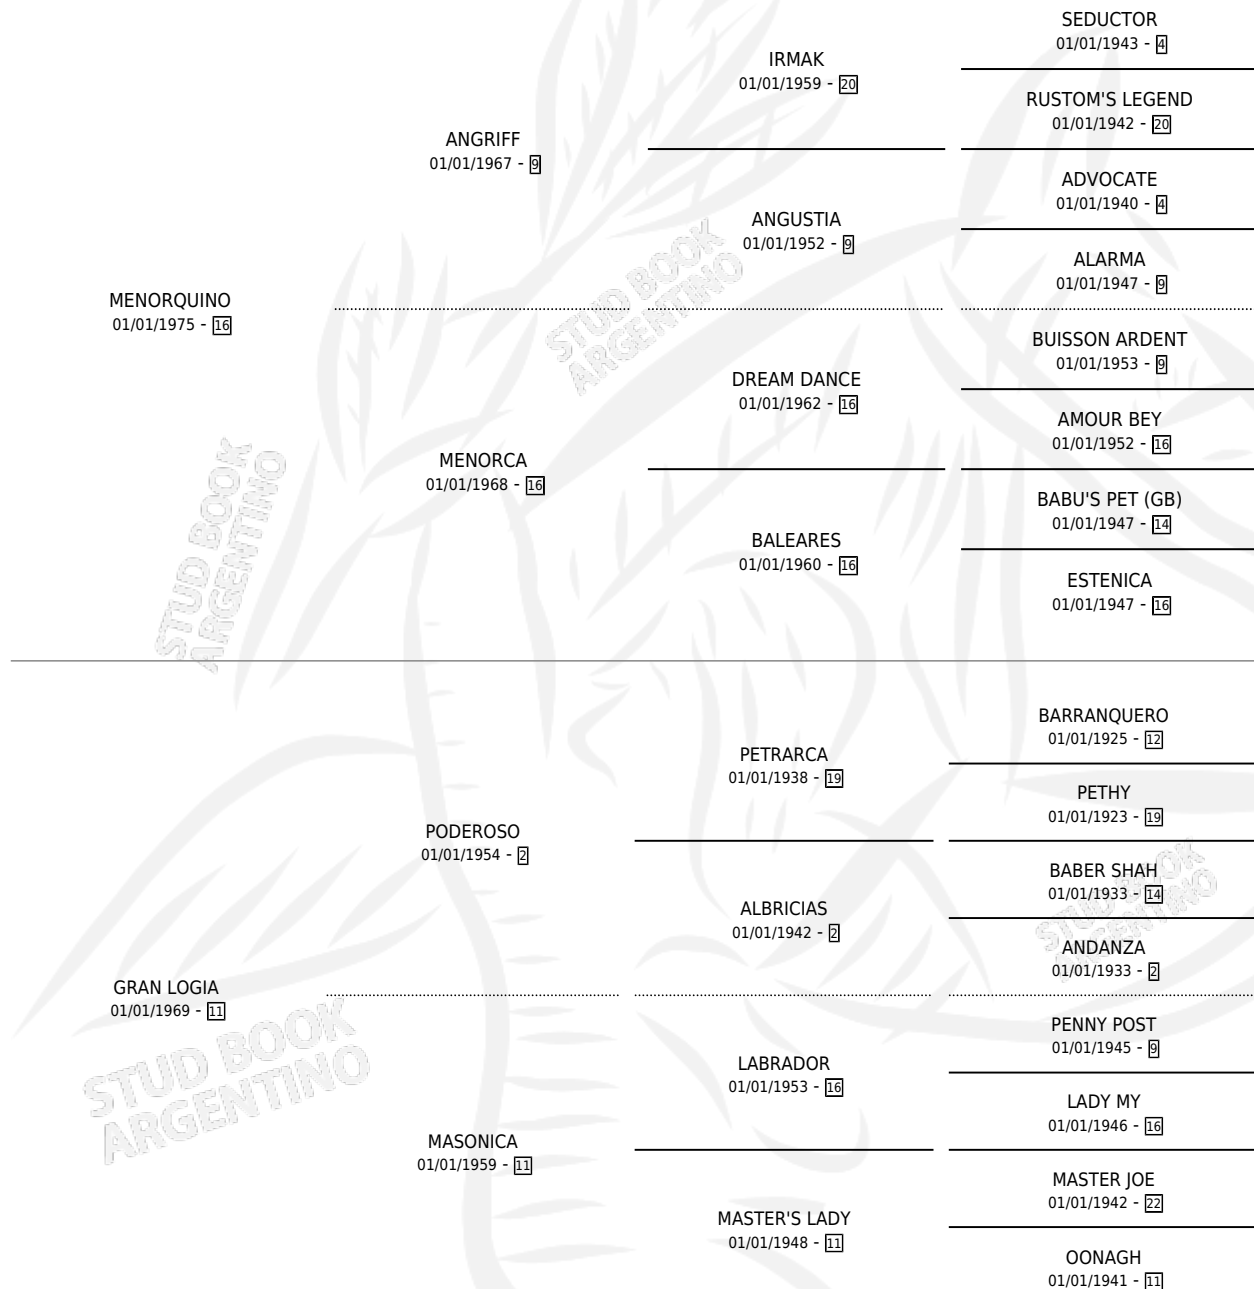 SEDUCTOR
01/01/1943 - 4
IRMAK
01/01/1959 - 20
RUSTOM'S LEGEND
01/01/1942 - 20
ANGRIFF
01/01/1967 - 9
ADVOCATE
01/01/1940 - 4
ANGUSTIA
01/01/1952 - 9
ALARMA
01/01/1947 - 9
MENORQUINO
01/01/1975 - 16
BUISSON ARDENT
01/01/1953 - 9
DREAM DANCE
01/01/1962 - 16
AMOUR BEY
01/01/1952 - 16
MENORCA
01/01/1968 - 16
BABU'S PET (GB)
01/01/1947 - 14
BALEARES
01/01/1960 - 16
ESTENICA
01/01/1947 - 16
BARRANQUERO
01/01/1925 - 12
PETRARCA
01/01/1938 - 19
PETHY
01/01/1923 - 19
PODEROSO
01/01/1954 - 2
BABER SHAH
01/01/1933 - 14
ALBRICIAS
01/01/1942 - 2
ANDANZA
01/01/1933 - 2
GRAN LOGIA
01/01/1969 - 11
PENNY POST
01/01/1945 - 9
LABRADOR
01/01/1953 - 16
LADY MY
01/01/1946 - 16
MASONICA
01/01/1959 - 11
MASTER JOE
01/01/1942 - 22
MASTER'S LADY
01/01/1948 - 11
OONAGH
01/01/1941 - 11
STUD BOOK
ARGENTINO
STUD BOOK
ARGENTINO
STUD BOOK
ARGENTINO
STUD BOOK
ARGENTINO